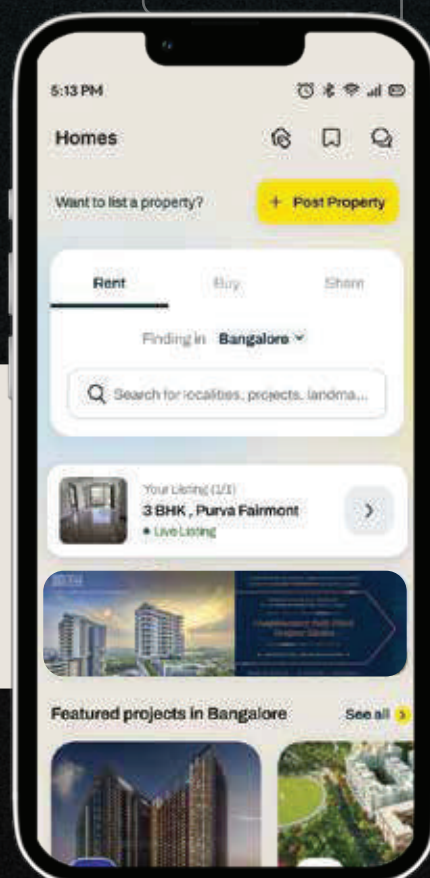 5:13 PM
Homes
Want to list a property?
+ Post Property
Rent
Buy
Share
Finding in Bangalore
Search for localities, projects, landma...
Your Listing (1/1)
3 BHK , Purva Fairmont
• Live Listing
Featured projects in Bangalore
See all